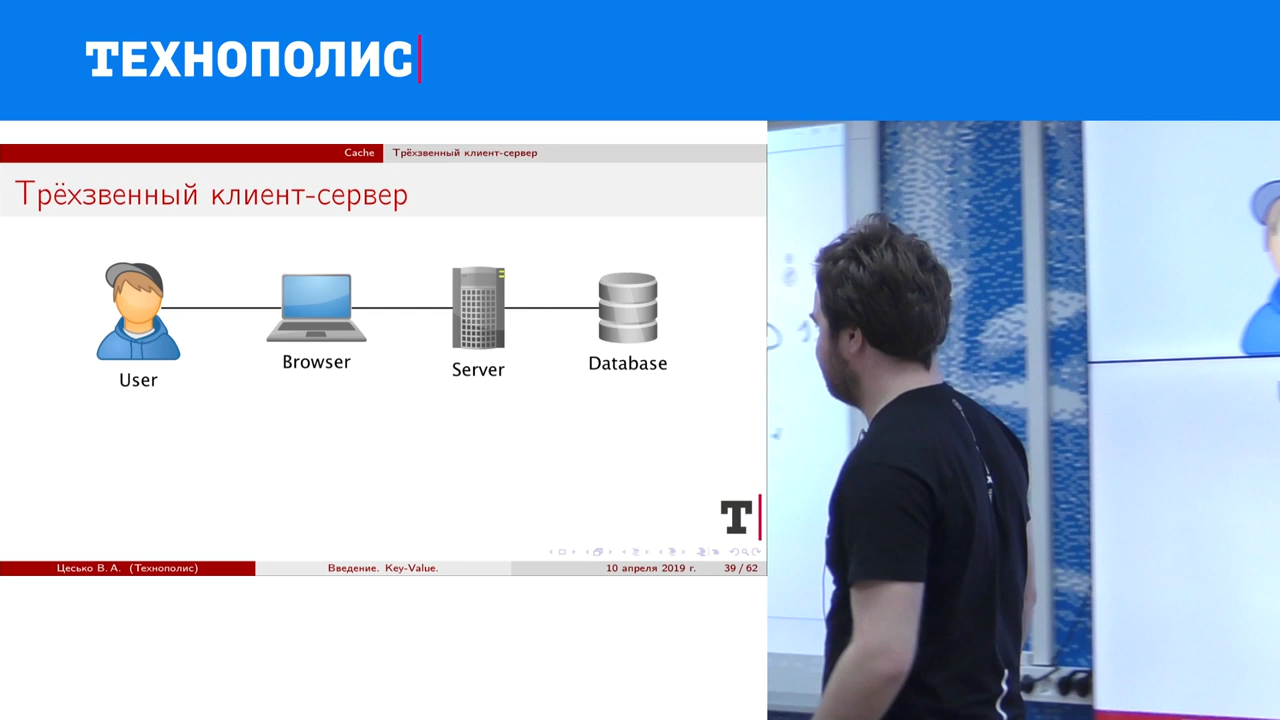 ТЕХНОПОЛИС
Cache
Трёхзвенный клиент-сервер
Трёхзвенный клиент-сервер
User
Browser
Server
Database
Т
Цесько В. А. (Технополис)
Введение. Key-Value.
10 апреля 2019 г.
39 / 62